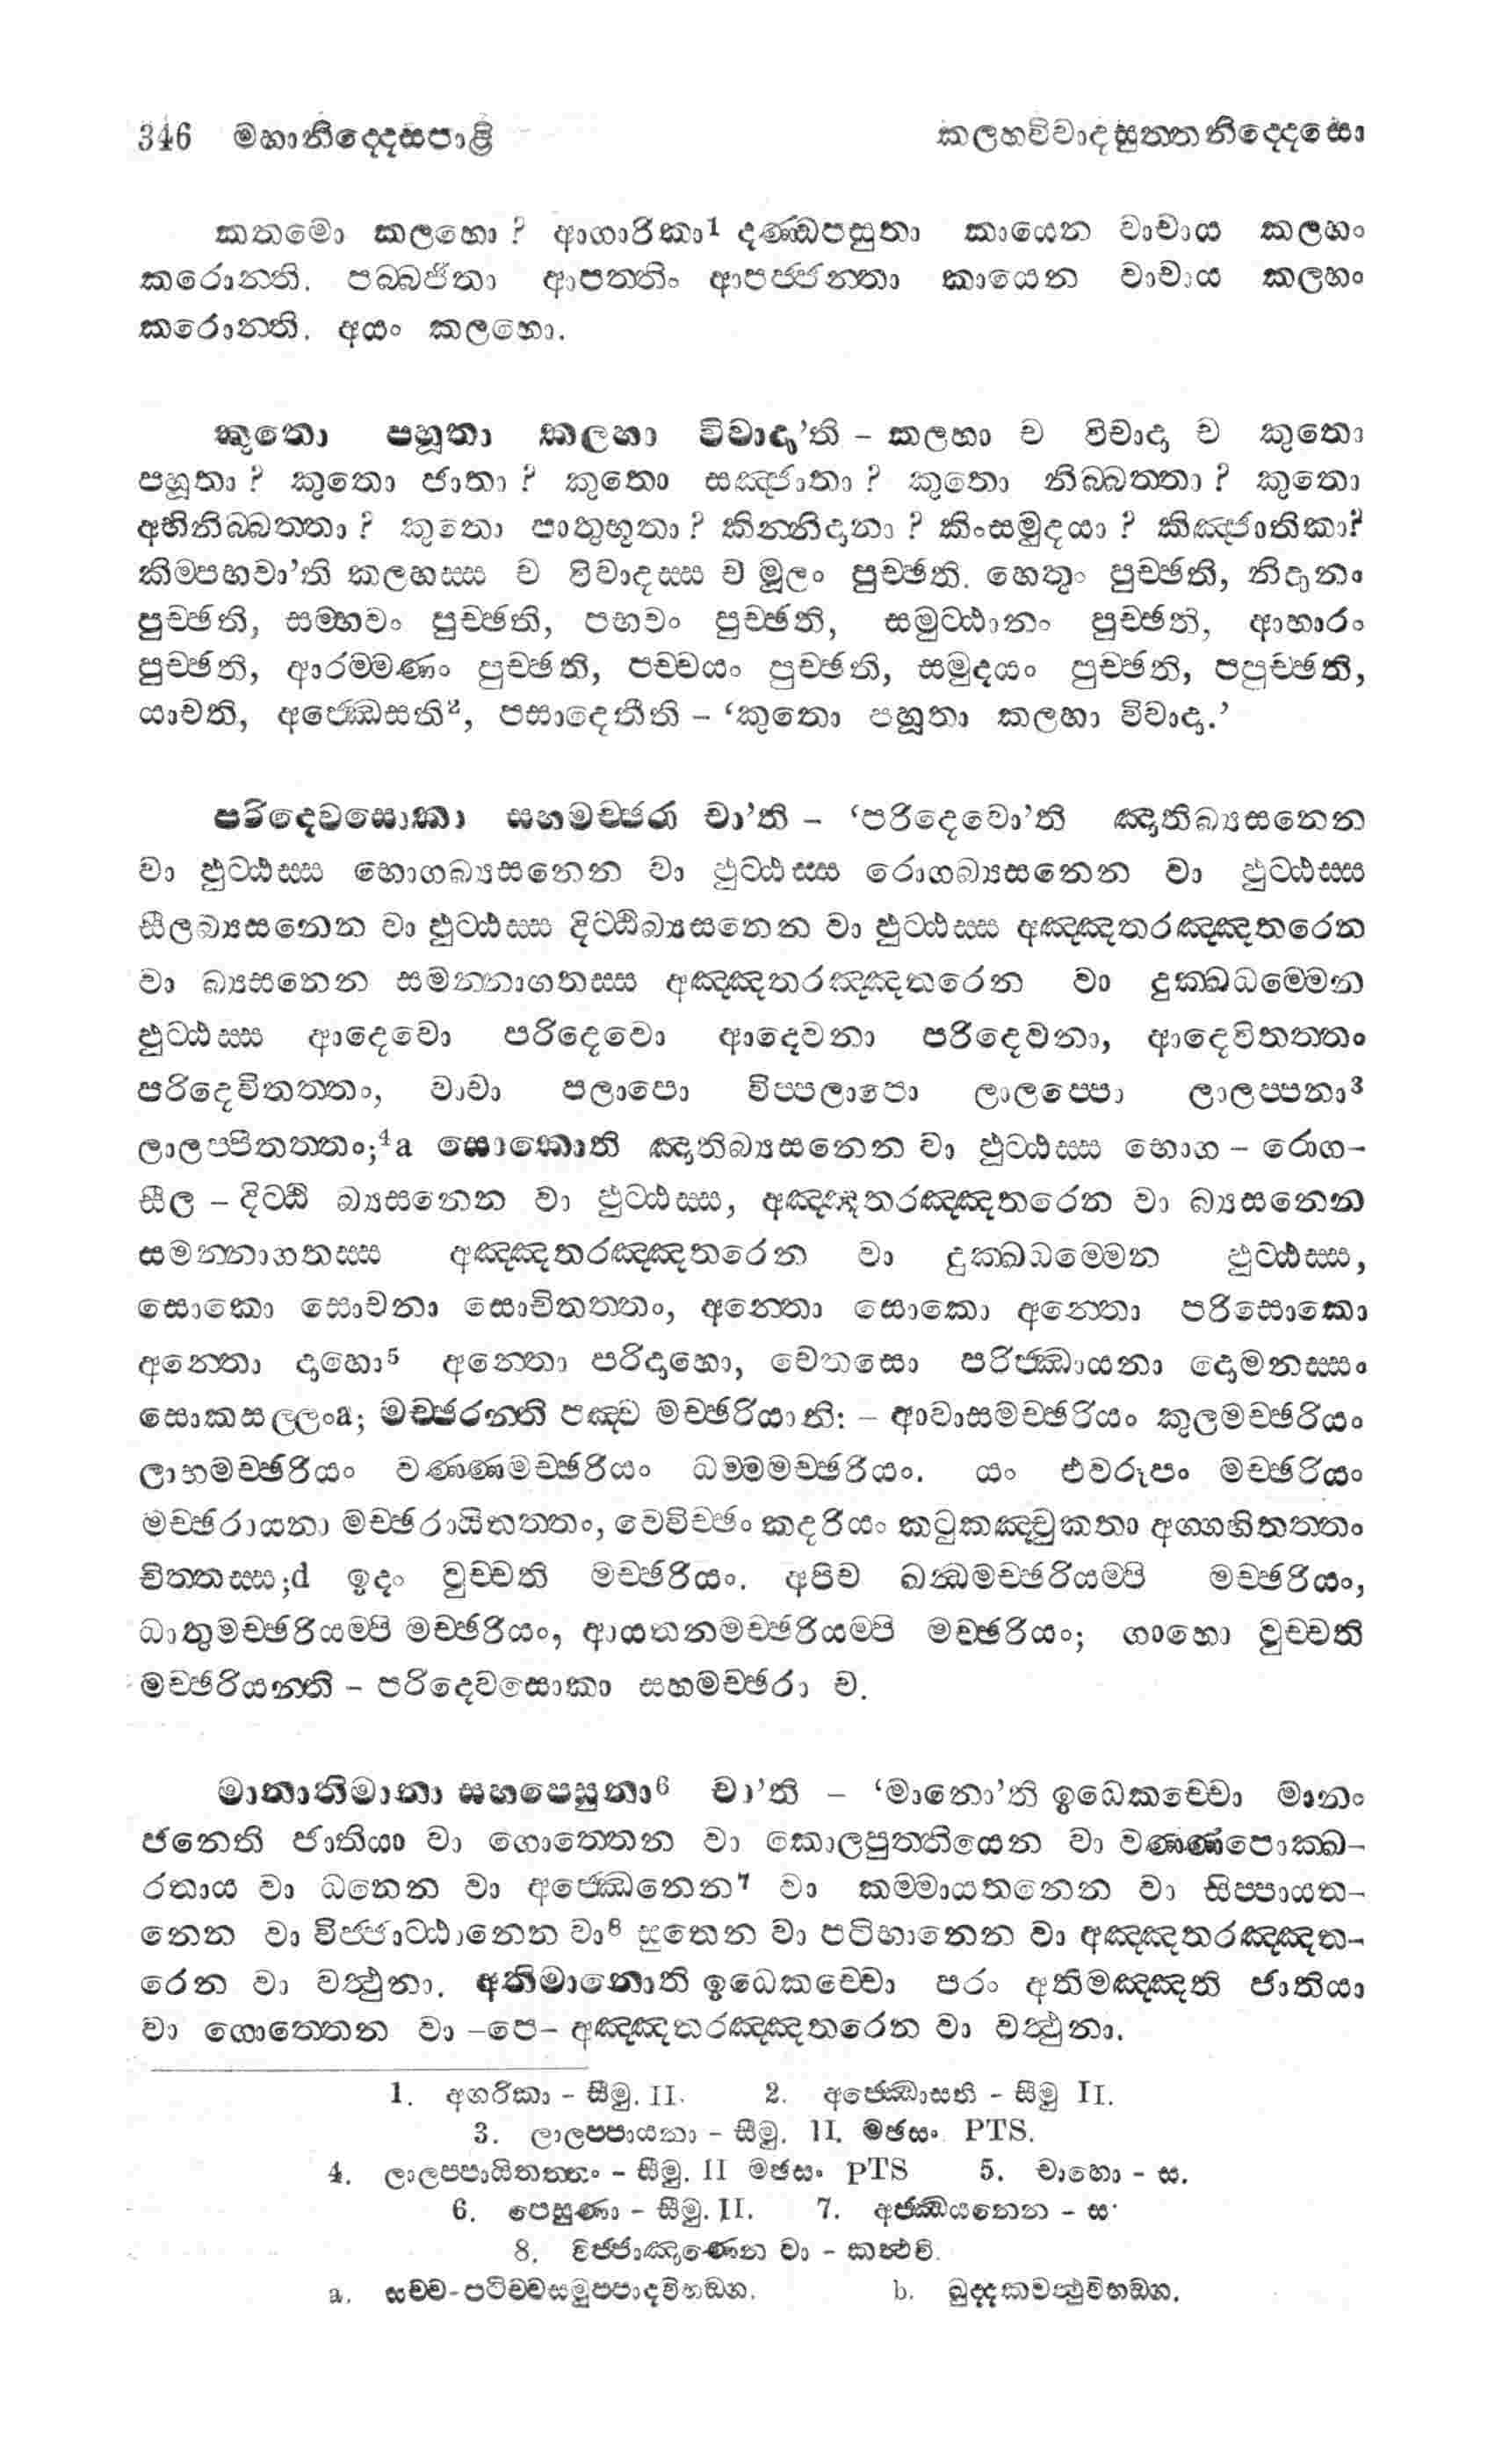 346 මහානිද්දෙසපාළි කලහවිවාදසුත්තනිද්දෙසො
කතමො කලහො? ආගාරිකා¹ දණ්ඩපසුතා කායෙන වාචාය කලහං
කරොන්ති. පබ්බජිතා ආපත්තිං ආපජ්ජන්තා කායෙන වාචාය කලහං
කරොන්ති. අයං කලහො.
කුතො පහූතා කලහා විවාදා’ති – කලහා ච විවාදා ච කුතො
පහූතා? කුතො ජාතා? කුතො සඤ්ජාතා? කුතො නිබ්බත්තා? කුතො
අභිනිබ්බත්තා? කුතො පාතුභූතා? කින්නිදානා? කිංසමුදයා? කිඤ්ජාතිකා?
කිම්පභවා’ති කලහස්ස ච විවාදස්ස ච මූලං පුච්ඡති. හෙතුං පුච්ඡති, නිදානං
පුච්ඡති, සම්භවං පුච්ඡති, පභවං පුච්ඡති, සමුට්ඨානං පුච්ඡති, ආහාරං
පුච්ඡති, ආරම්මණං පුච්ඡති, පච්චයං පුච්ඡති, සමුදයං පුච්ඡති, පපුච්ඡති,
යාචති, අජ්ඣෙසති², පසාදෙතීති – ‘කුතො පහූතා කලහා විවාදා.’
පරිදෙවසොකා සහමච්ඡරා චා’ති – ‘පරිදෙවො’ති ඤාතිබ්‍යසනෙන
වා ඵුට්ඨස්ස භොගබ්‍යසනෙන වා ඵුට්ඨස්ස රොගබ්‍යසනෙන වා ඵුට්ඨස්ස
සීලබ්‍යසනෙන වා ඵුට්ඨස්ස දිට්ඨිබ්‍යසනෙන වා ඵුට්ඨස්ස අඤ්ඤතරඤ්ඤතරෙන
වා බ්‍යසනෙන සමන්නාගතස්ස අඤ්ඤතරඤ්ඤතරෙන වා දුක්ඛධම්මෙන
ඵුට්ඨස්ස ආදෙවො පරිදෙවො ආදෙවනා පරිදෙවනා, ආදෙවිතත්තං
පරිදෙවිතත්තං, වාචා පලාපො විප්පලාපො ලාලප්පො ලාලප්පනා³
ලාලප්පිතත්තං;⁴a සොකොති ඤාතිබ්‍යසනෙන වා ඵුට්ඨස්ස භොග – රොග–
සීල – දිට්ඨි බ්‍යසනෙන වා ඵුට්ඨස්ස, අඤ්ඤතරඤ්ඤතරෙන වා බ්‍යසනෙන
සමන්නාගතස්ස අඤ්ඤතරඤ්ඤතරෙන වා දුක්ඛධම්මෙන ඵුට්ඨස්ස,
සොකො සොචනා සොචිතත්තං, අන්තො සොකො අන්තො පරිසොකො
අන්තො දාහො⁵ අන්තො පරිදාහො, චෙතසො පරිජ්ඣායනා දොමනස්සං
සොකසල්ලංa; මච්ඡරන්ති පඤ්ච මච්ඡරියානි: – ආවාසමච්ඡරියං කුලමච්ඡරියං
ලාභමච්ඡරියං වණ්ණමච්ඡරියං ධම්මමච්ඡරියං. යං එවරූපං මච්ඡරියං
මච්ඡරායනා මච්ඡරායිතත්තං, වෙවිච්ඡං කදරියං කටුකඤ්චුකතා අග්ගහිතත්තං
චිත්තස්ස;d ඉදං වුච්චති මච්ඡරියං. අපිච ඛන්ධමච්ඡරියම්පි මච්ඡරියං,
ධාතුමච්ඡරියම්පි මච්ඡරියං, ආයතනමච්ඡරියම්පි මච්ඡරියං; ගාහො වුච්චති
මච්ඡරියන්ති – පරිදෙවසොකා සහමච්ඡරා ච.
මානාතිමානා සහපෙසුනා⁶ චා’ති – ‘මානො’ති ඉධෙකච්චො මානං
ජනෙති ජාතියා වා ගොත්තෙන වා කොලපුත්තියෙන වා වණ්ණපොක්ඛ–
රතාය වා ධනෙන වා අජ්ඣෙනෙන⁷ වා කම්මායතනෙන වා සිප්පායත–
නෙන වා විජ්ජාට්ඨානෙන වා⁸ සුතෙන වා පටිභානෙන වා අඤ්ඤතරඤ්ඤත–
රෙන වා වත්ථුනා. අතිමානොති ඉධෙකච්චො පරං අතිමඤ්ඤති ජාතියා
වා ගොත්තෙන වා –පෙ– අඤ්ඤතරඤ්ඤතරෙන වා වත්ථුනා.
1. අගරිකා – සීමු. II. 2. අජ්ඣොසති – සීමු II.
3. ලාලප්පායනා – සීමු. II. මඡසං PTS.
4. ලාලප්පායිතත්තං – සීමු. II මඡසං PTS 5. ඩාහො – ස.
6. පෙසුණා – සීමු. II. 7. අජ්ඣයනෙන – ස·
8. විජ්ජාඤාණෙන වා – කත්ථචි.
a. සච්ච-පටිච්චසමුප්පාදවිභඞ්ග. b. ඛුද්දකවත්ථුවිභඞ්ග.